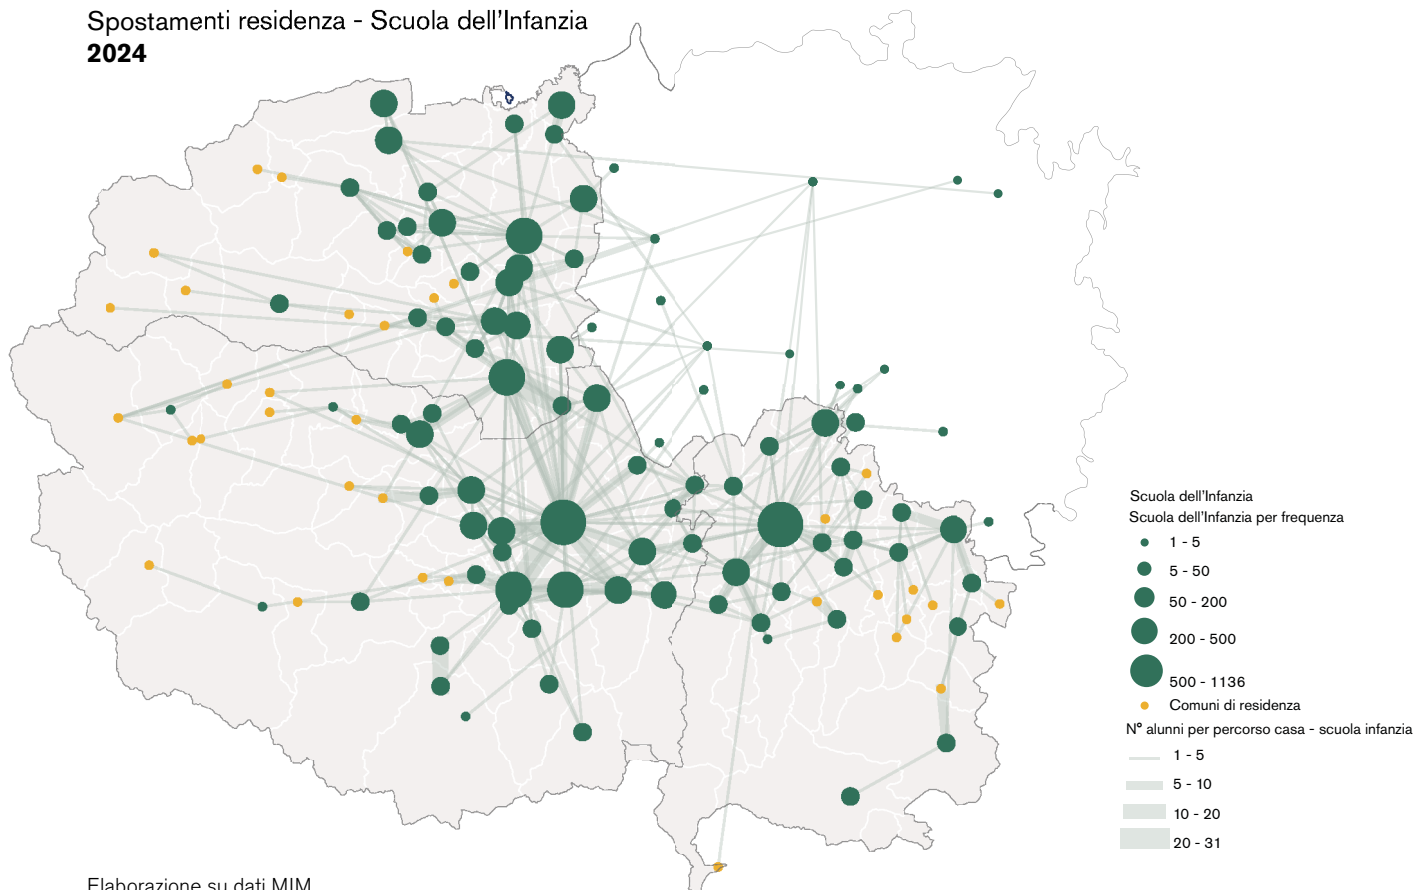 Spostamenti residenza - Scuola dell'Infanzia
2024
Scuola dell'Infanzia
Scuola dell'Infanzia per frequenza
1 - 5
5 - 50
50 - 200
200 - 500
500 - 1136
Comuni di residenza
N° alunni per percorso casa - scuola infanzia
1 - 5
5 - 10
10 - 20
20 - 31
Elaborazione su dati MIM